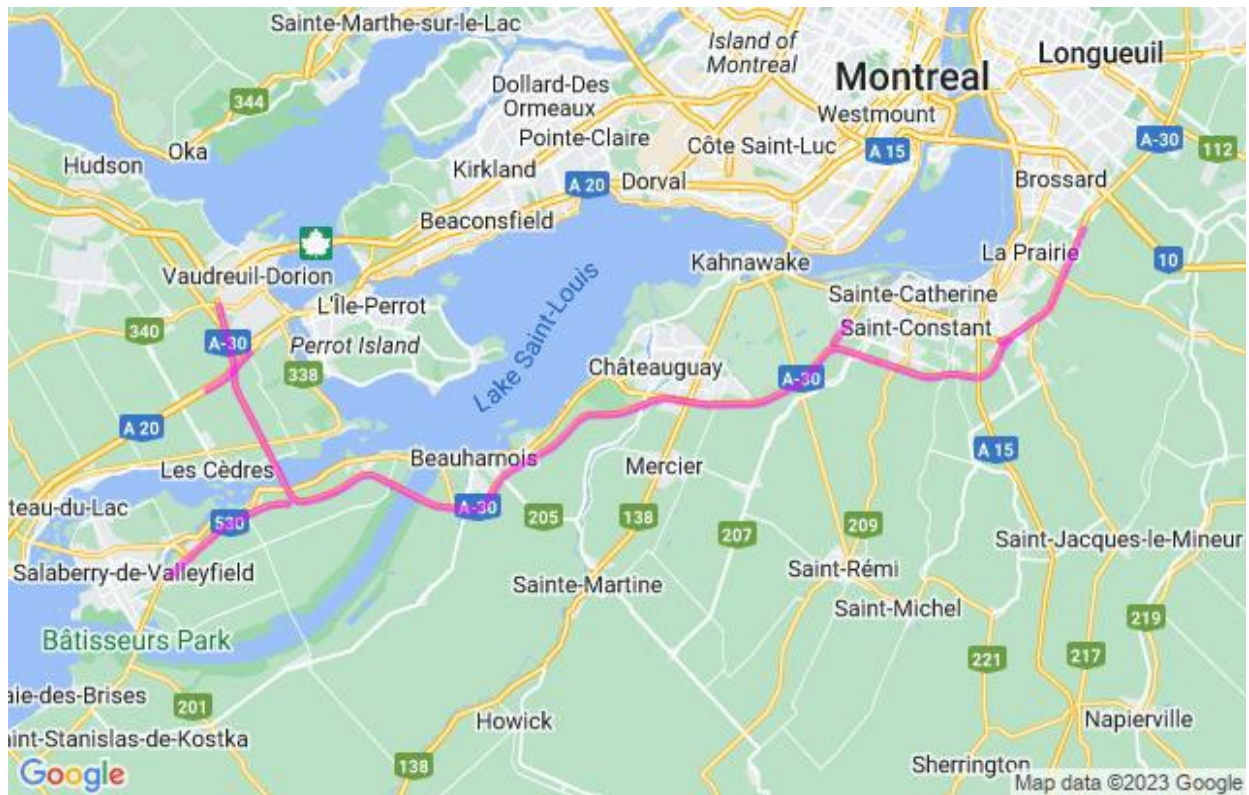 Sainte-Marthe-sur-le-Lac
Island of
Montreal
Longueuil
Dollard-Des
Ormeaux
Montreal
344
Westmount
Pointe-Claire
Côte Saint-Luc
A 15
A-30
112
Oka
Hudson
Kirkland
A 20
Dorval
Brossard
Beaconsfield
Vaudreuil-Dorion
Kahnawake
La Prairie
10
L'Île-Perrot
Sainte-Catherine
340
A-30
Perrot Island
Lake Saint-Louis
Saint-Constant
338
Châteauguay
A-30
A 20
Les Cèdres
Beauharnois
Mercier
A 15
teau-du-Lac
530
A-30
205
138
207
209
Saint-Jacques-le-Mineur
Salaberry-de-Valleyfield
Sainte-Martine
Saint-Rémi
Saint-Michel
219
Bâtisseurs Park
221
217
aie-des-Brises
201
Howick
Napierville
aint-Stanislas-de-Kostka
138
Sherrington
Google
Map data ©2023 Google